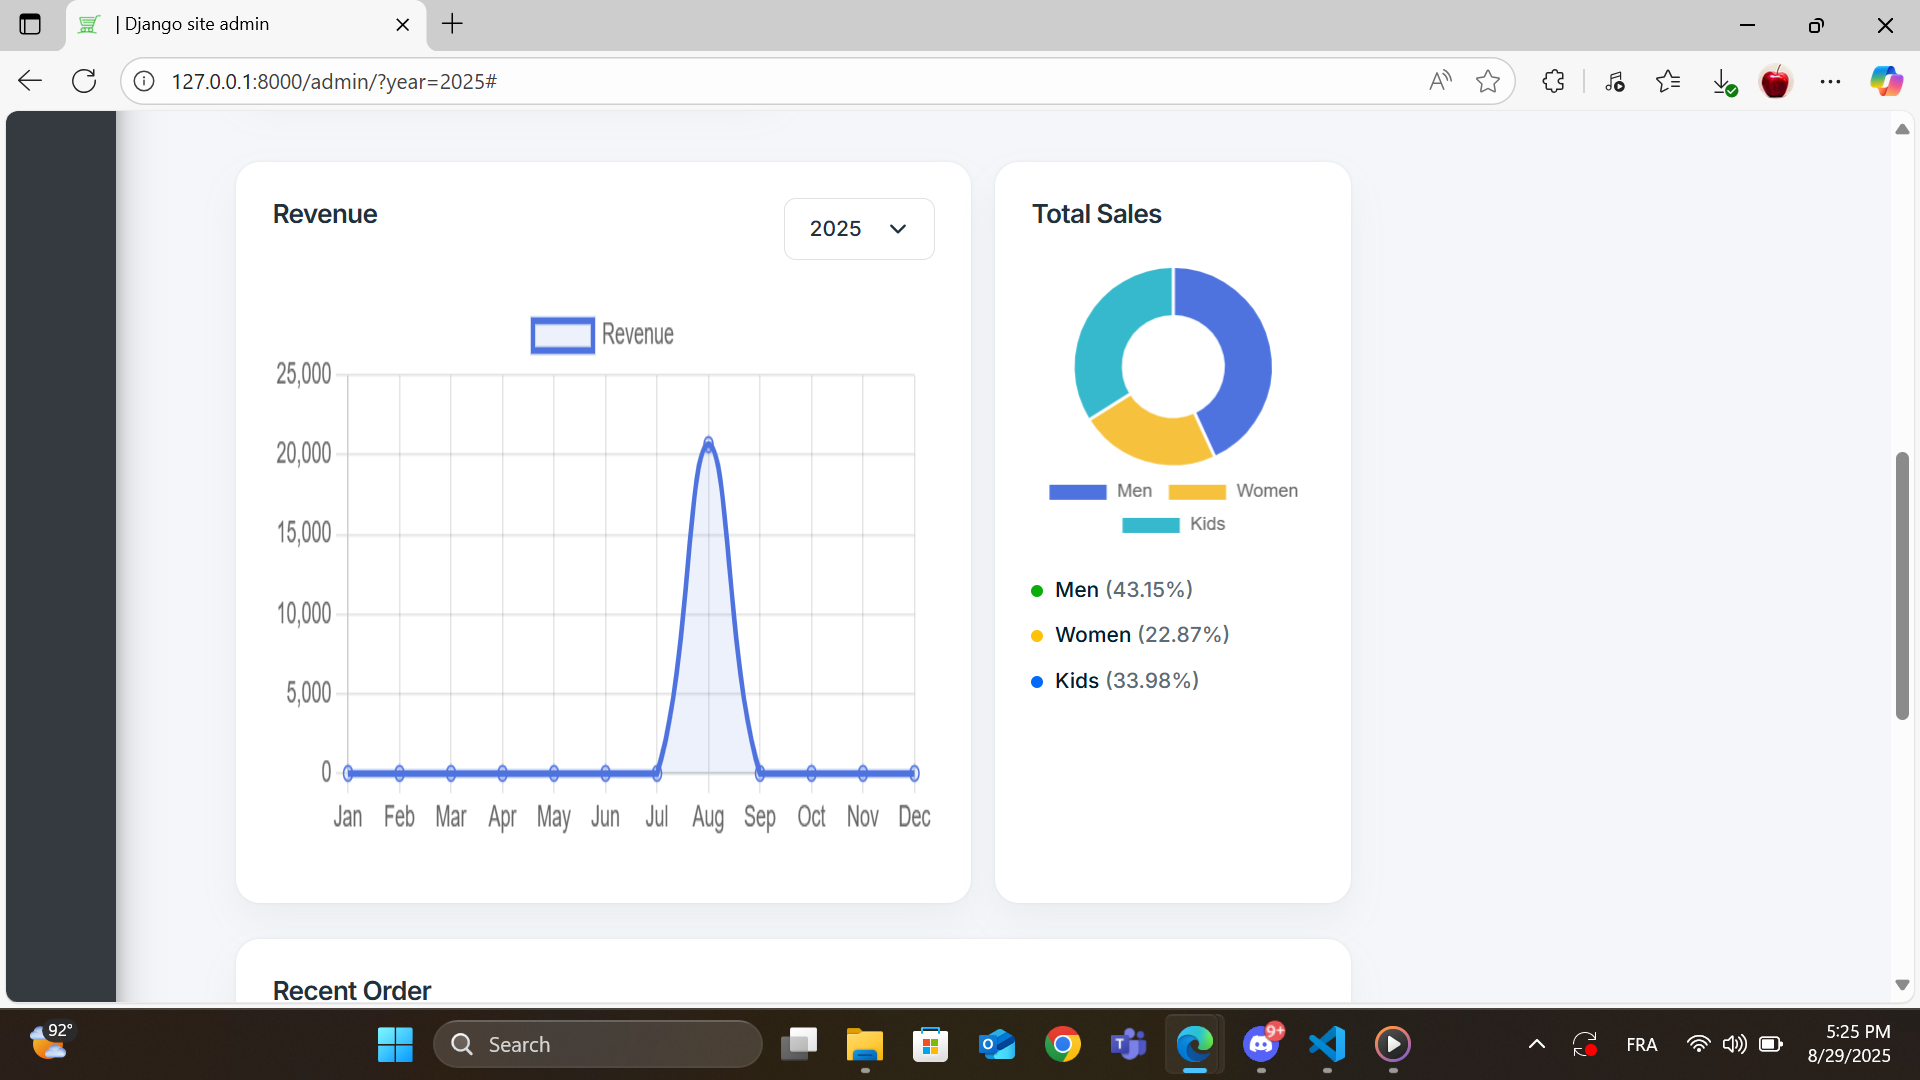 | Django site admin
127.0.0.1:8000/admin/?year=2025#
Revenue
2025
Revenue
25,000
20,000
15,000
10,000
5,000
0
Jan Feb Mar Apr May Jun Jul Aug Sep Oct Nov Dec
Total Sales
Men Women
Kids
Men (43.15%)
Women (22.87%)
Kids (33.98%)
Recent Order
92°
Search
9+
FRA
5:25 PM
8/29/2025